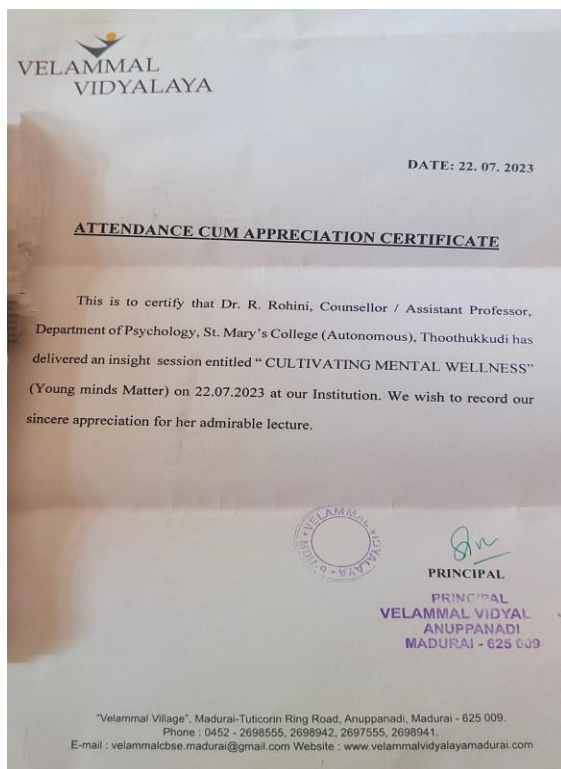 VELAMMAL
VIDYALAYA
DATE: 22. 07. 2023
ATTENDANCE CUM APPRECIATION CERTIFICATE
This is to certify that Dr. R. Rohini, Counsellor / Assistant Professor,
Department of Psychology, St. Mary's College (Autonomous), Thoothukkudi has
delivered an insight session entitled “ CULTIVATING MENTAL WELLNESS”
(Young minds Matter) on 22.07.2023 at our Institution. We wish to record our
sincere appreciation for her admirable lecture.
VELAMMAL VIDYALAYA
PRINCIPAL
PRINCIPAL
VELAMMAL VIDYAL
ANUPPANADI
MADURAI - 625 009
"Velammal Village", Madurai-Tuticorin Ring Road, Anuppanadi, Madurai - 625 009.
Phone : 0452 - 2698555, 2698942, 2697555, 2698941.
E-mail : velammalcbse.madurai@gmail.com Website : www.velammalvidyalayamadurai.com